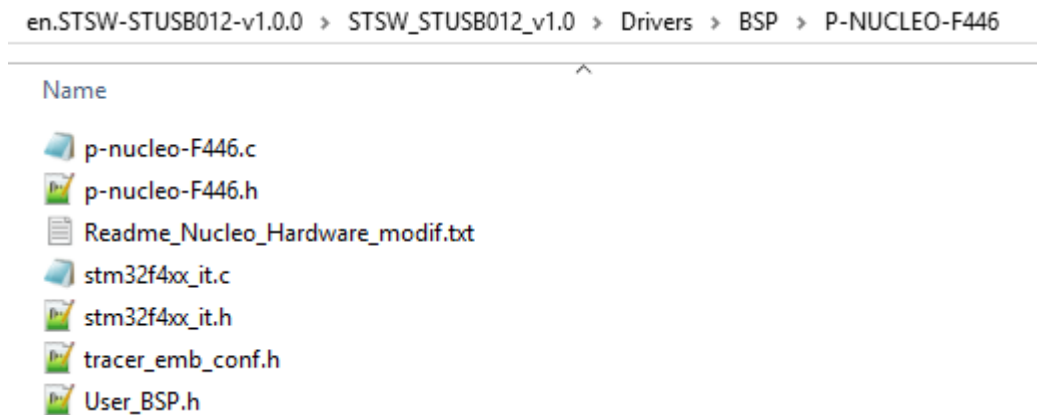 en.STSW-STUSB012-v1.0.0 > STSW_STUSB012_v1.0 > Drivers > BSP > P-NUCLEO-F446
Name
p-nucleo-F446.c
p-nucleo-F446.h
Readme_Nucleo_Hardware_modif.txt
stm32f4xx_it.c
stm32f4xx_it.h
tracer_emb_conf.h
User_BSP.h